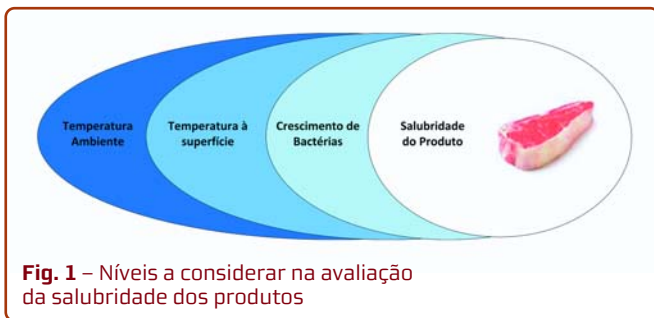 Temperatura
Ambiente
Temperatura à
superfície
Crescimento de
Bactérias
Salubridade
do Produto
Fig. 1 – Níveis a considerar na avaliação
da salubridade dos produtos